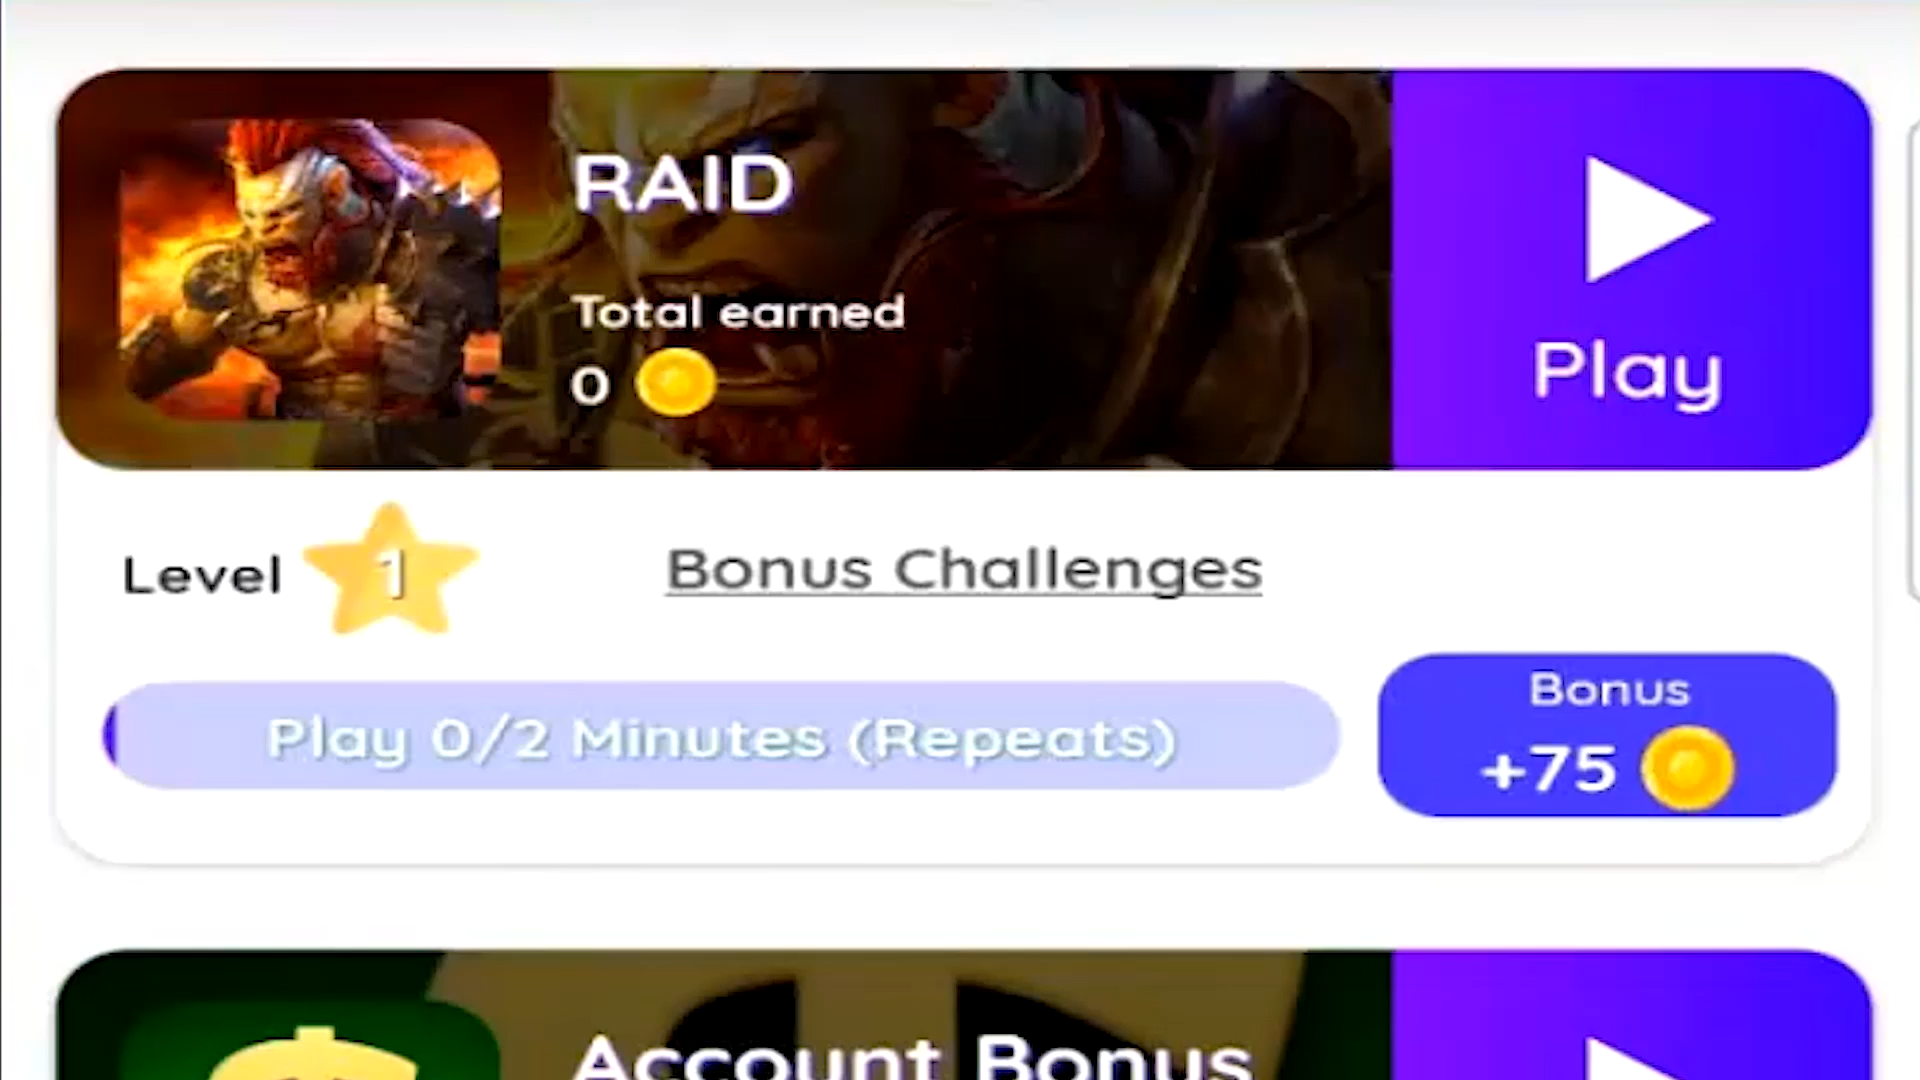 RAID
Total earned
0
Play
Level 1
Bonus Challenges
Play 0/2 Minutes (Repeats)
Bonus
+75
Account Bonus